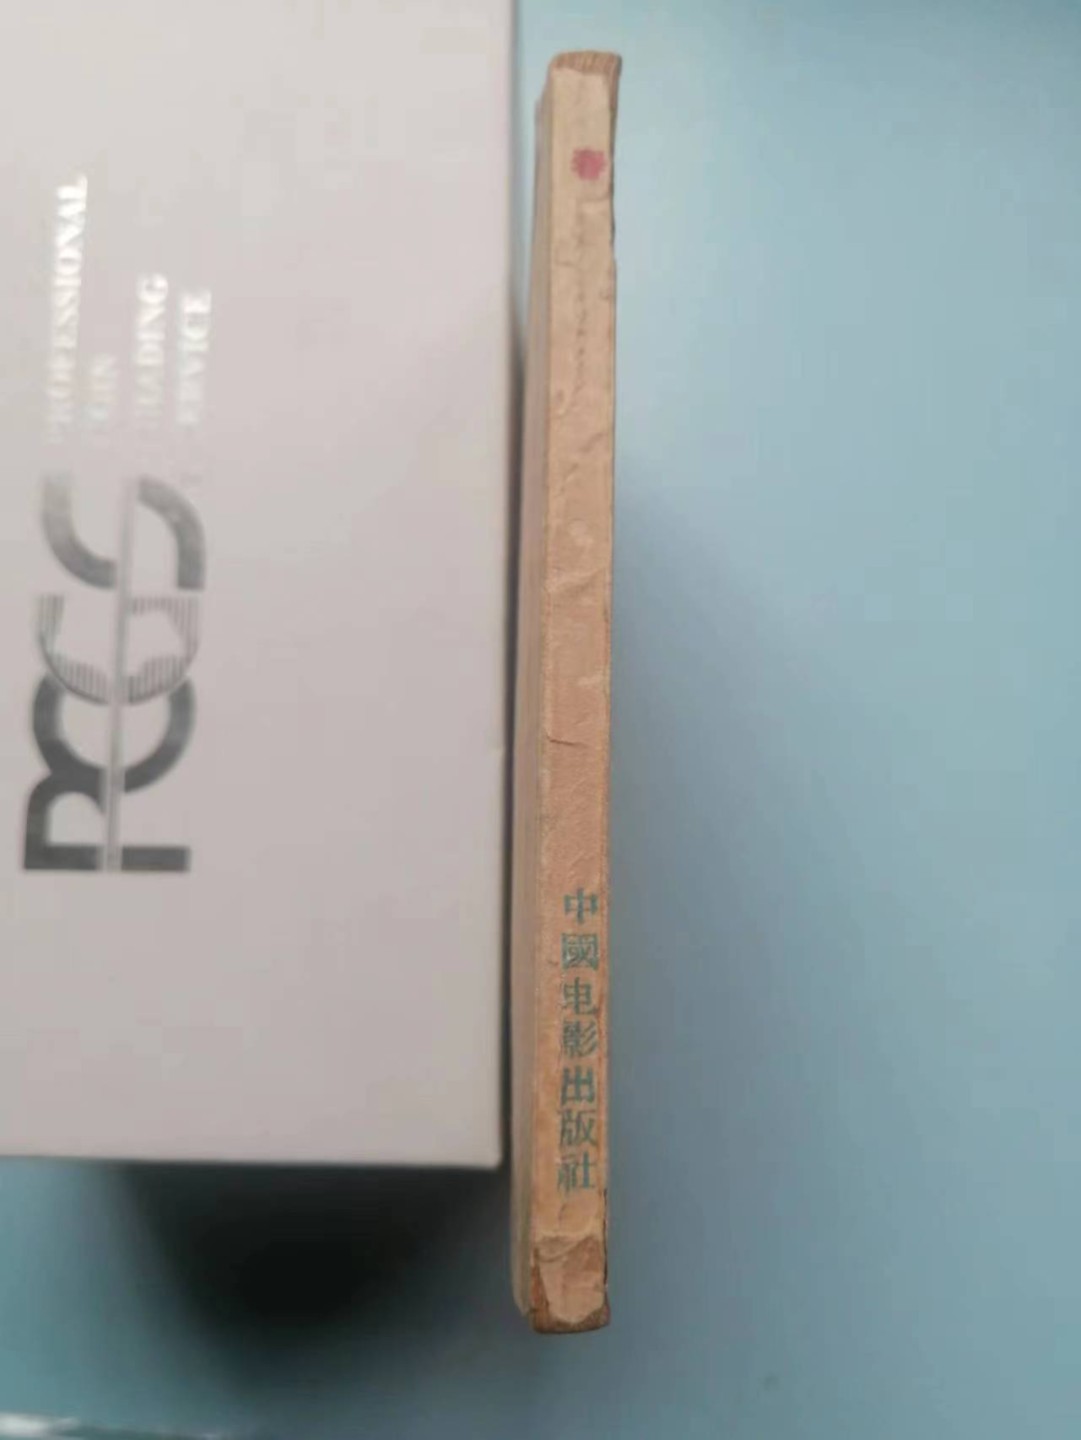 PROFESSIONAL
COIN
GRADING
SERVICE
PCGS
中國电影出版社